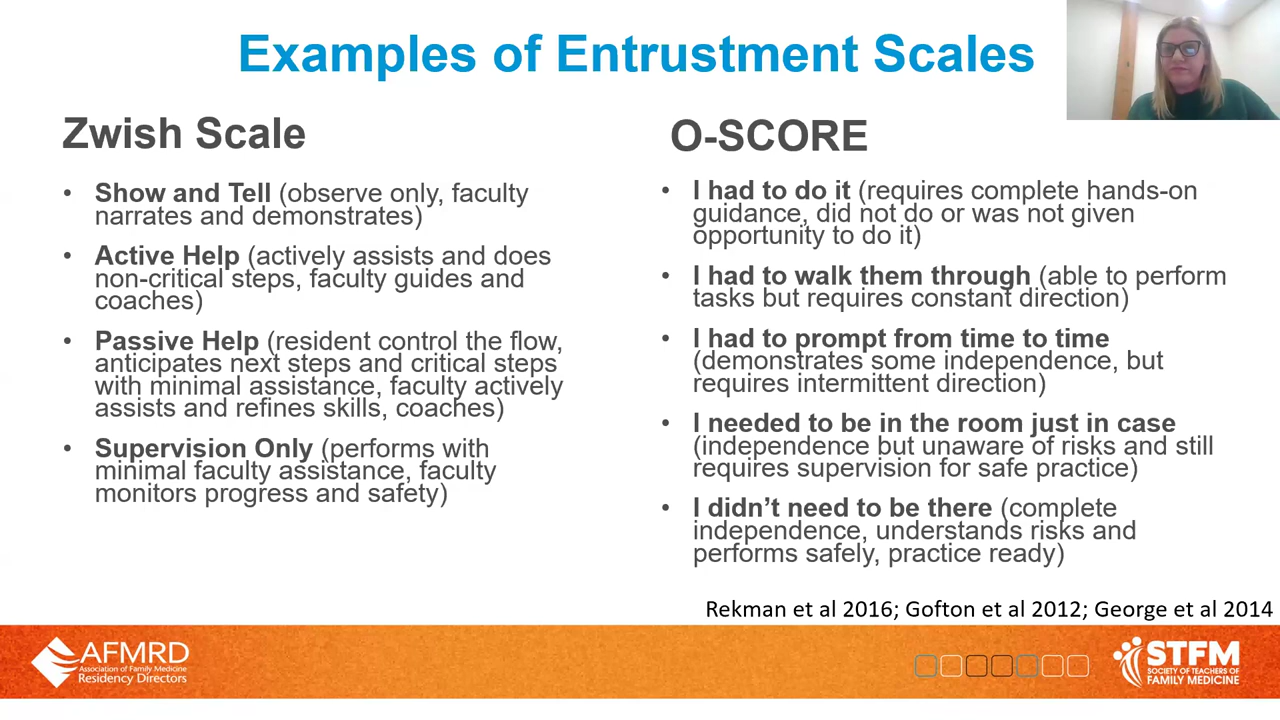 Examples of Entrustment Scales
Zwish Scale
• Show and Tell (observe only, faculty
narrates and demonstrates)
• Active Help (actively assists and does
non-critical steps, faculty guides and
coaches)
• Passive Help (resident control the flow,
anticipates next steps and critical steps
with minimal assistance, faculty actively
assists and refines skills, coaches)
• Supervision Only (performs with
minimal faculty assistance, faculty
monitors progress and safety)
O-SCORE
• I had to do it (requires complete hands-on
guidance, did not do or was not given
opportunity to do it)
• I had to walk them through (able to perform
tasks but requires constant direction)
• I had to prompt from time to time
(demonstrates some independence, but
requires intermittent direction)
• I needed to be in the room just in case
(independence but unaware of risks and still
requires supervision for safe practice)
• I didn’t need to be there (complete
independence, understands risks and
performs safely, practice ready)
Rekman et al 2016; Gofton et al 2012; George et al 2014
AFMRD
Association of Family Medicine
Residency Directors
STFM
SOCIETY OF TEACHERS OF
FAMILY MEDICINE